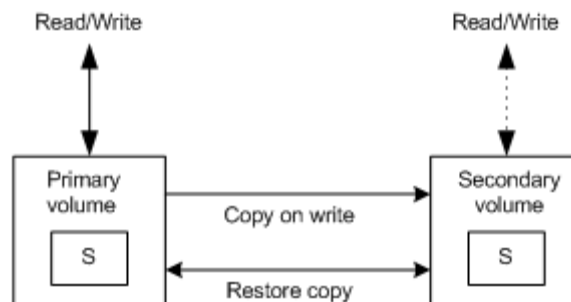 Read/Write
Read/Write
Primary
volume
S
Copy on write
Restore copy
Secondary
volume
S